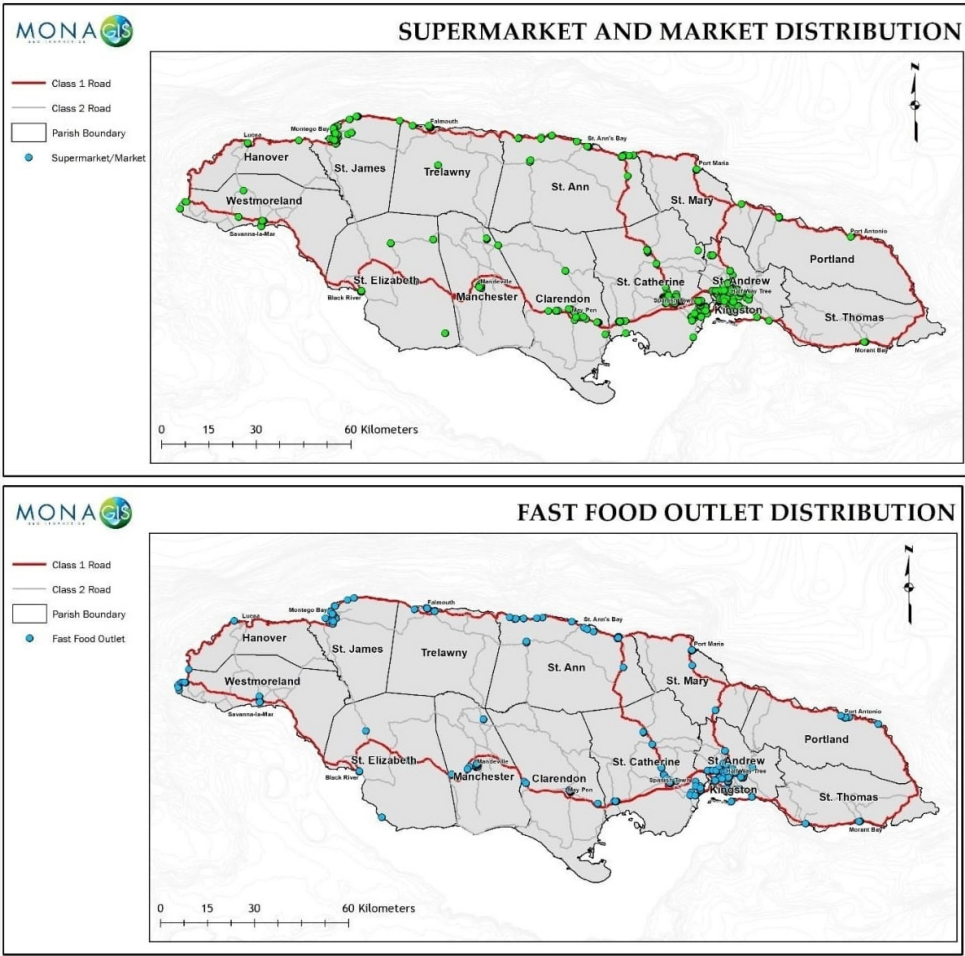 MONA GIS
SUPERMARKET AND MARKET DISTRIBUTION
Class 1 Road
Class 2 Road
Parish Boundary
Supermarket/Market
N
Lucea
Montego Bay
Falmouth
St. Ann's Bay
Port Maria
Hanover
St. James
Trelawny
St. Ann
St. Mary
Westmoreland
Savanna-la-Mar
Port Antonio
Portland
St. Elizabeth
Black River
Mandeville
Manchester
Clarendon
May Pen
St. Catherine
Spanish Town
St. Andrew
Kingston
St. Thomas
Morant Bay
0 15 30 60 Kilometers
MONA GIS
FAST FOOD OUTLET DISTRIBUTION
Class 1 Road
Class 2 Road
Parish Boundary
Fast Food Outlet
N
Lucea
Montego Bay
Falmouth
St. Ann's Bay
Port Maria
Hanover
St. James
Trelawny
St. Ann
St. Mary
Westmoreland
Savanna-la-Mar
Port Antonio
Portland
St. Elizabeth
Black River
Mandeville
Manchester
Clarendon
May Pen
St. Catherine
Spanish Town
St. Andrew
Kingston
St. Thomas
Morant Bay
0 15 30 60 Kilometers